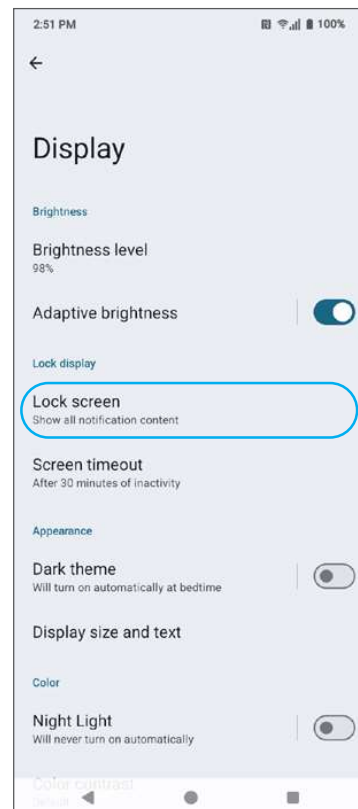 2:51 PM 100%
Display
Brightness
Brightness level
98%
Adaptive brightness
Lock display
Lock screen
Show all notification content
Screen timeout
After 30 minutes of inactivity
Appearance
Dark theme
Will turn on automatically at bedtime
Display size and text
Color
Night Light
Will never turn on automatically
Color contrast
Default